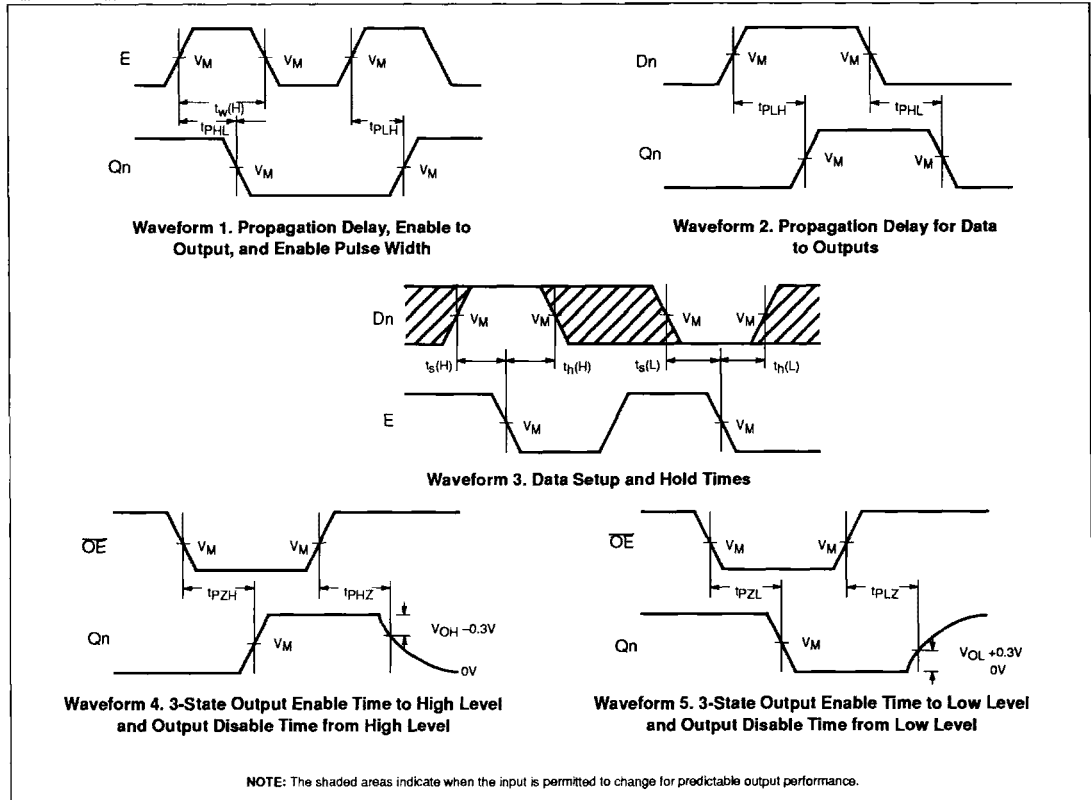 E
VM
VM
VM
tw(H)
tPHL
tPLH
Qn
VM
VM
Waveform 1. Propagation Delay, Enable to
Output, and Enable Pulse Width
Dn
VM
VM
tPLH
tPHL
Qn
VM
VM
Waveform 2. Propagation Delay for Data
to Outputs
Dn
VM
VM
VM
VM
ts(H)
th(H)
ts(L)
th(L)
E
VM
VM
Waveform 3. Data Setup and Hold Times
OE
VM
VM
tPZH
tPHZ
Qn
VM
VOH –0.3V
0V
Waveform 4. 3-State Output Enable Time to High Level
and Output Disable Time from High Level
OE
VM
VM
tPZL
tPLZ
Qn
VM
VOL +0.3V
0V
Waveform 5. 3-State Output Enable Time to Low Level
and Output Disable Time from Low Level
NOTE: The shaded areas indicate when the input is permitted to change for predictable output performance.